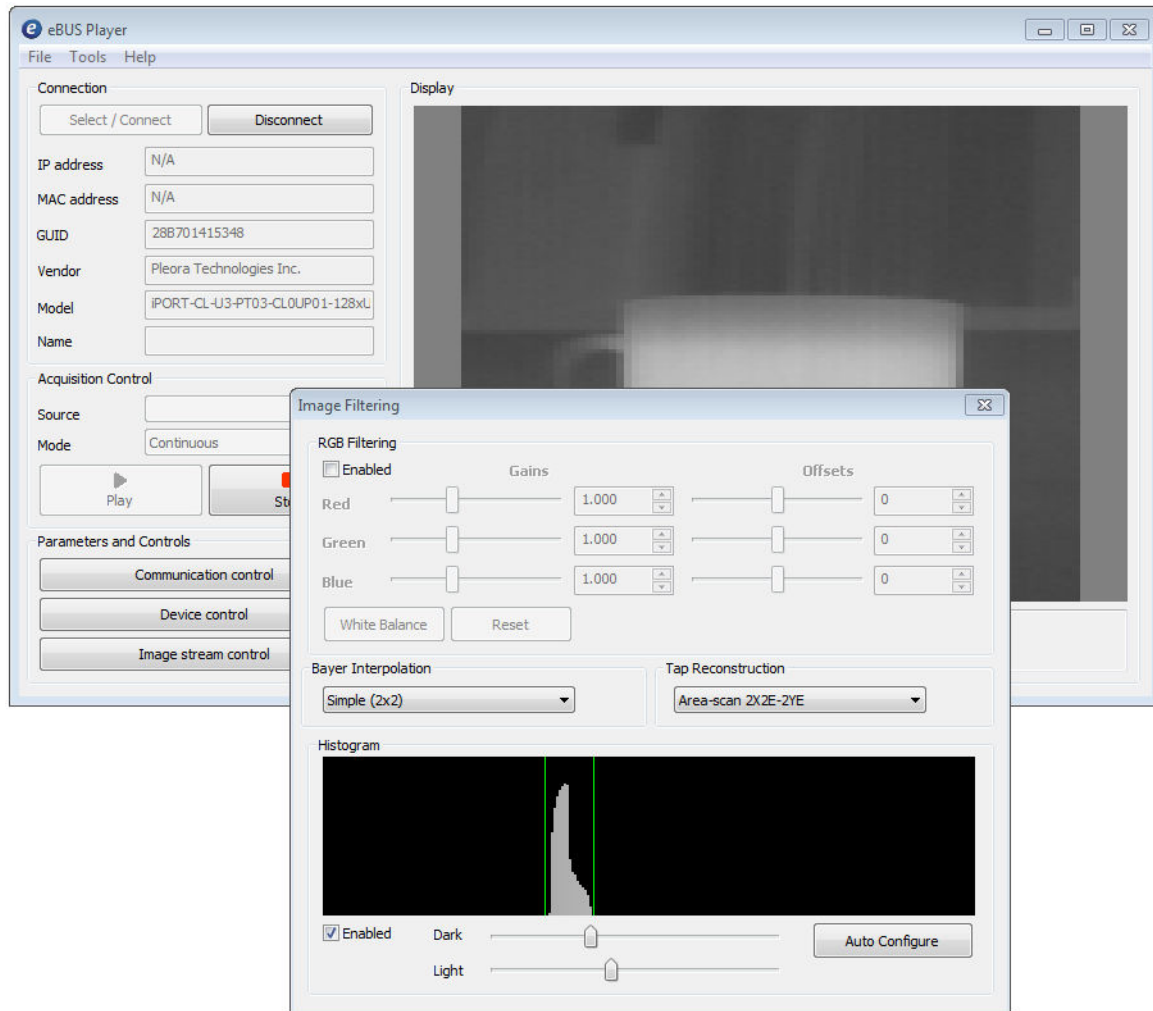 eBUS Player
File Tools Help
Connection
Select / Connect Disconnect
IP address N/A
MAC address N/A
GUID 28B701415348
Vendor Pleora Technologies Inc.
Model iPORT-CL-U3-PT03-CL0UP01-128xU
Name
Acquisition Control
Source
Mode Continuous
Play
Parameters and Controls
Communication control
Device control
Image stream control
Display
Image Filtering
RGB Filtering
Enabled Gains Offsets
Red 1.000 0
Green 1.000 0
Blue 1.000 0
White Balance Reset
Bayer Interpolation
Simple (2x2)
Tap Reconstruction
Area-scan 2X2E-2YE
Histogram
Enabled Dark
Light
Auto Configure